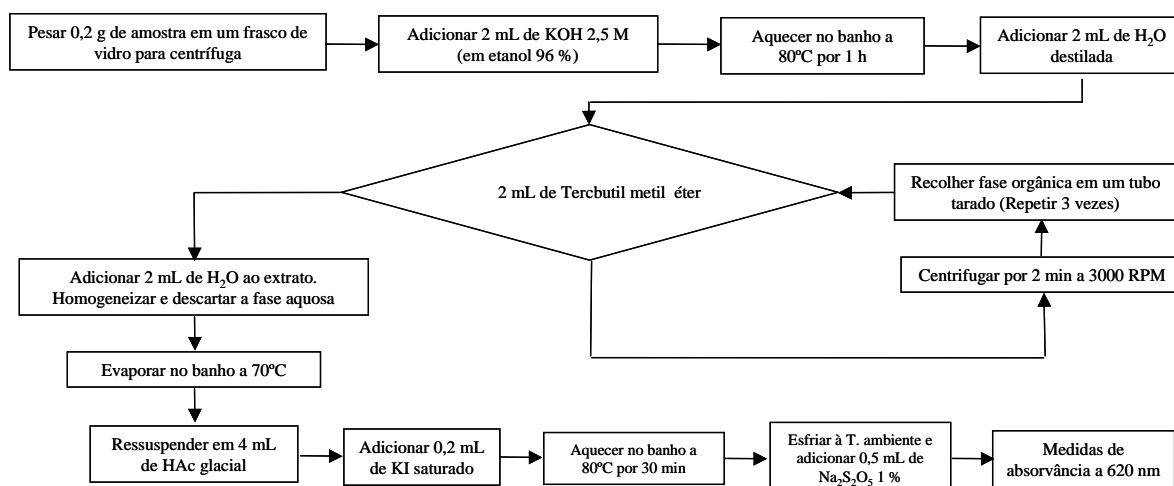 Pesar 0,2 g de amostra em um frasco de
vidro para centrífuga
Adicionar 2 mL de KOH 2,5 M
(em etanol 96 %)
Aquecer no banho a
80ºC por 1 h
Adicionar 2 mL de H₂O
destilada
2 mL de Tercbutil metil éter
Recolher fase orgânica em um tubo
tarado (Repetir 3 vezes)
Centrifugar por 2 min a 3000 RPM
Adicionar 2 mL de H₂O ao extrato.
Homogeneizar e descartar a fase aquosa
Evaporar no banho a 70ºC
Ressuspender em 4 mL
de HAc glacial
Adicionar 0,2 mL
de KI saturado
Aquecer no banho a
80ºC por 30 min
Esfriar à T. ambiente e
adicionar 0,5 mL de
Na₂S₂O₅ 1 %
Medidas de
absorvância a 620 nm